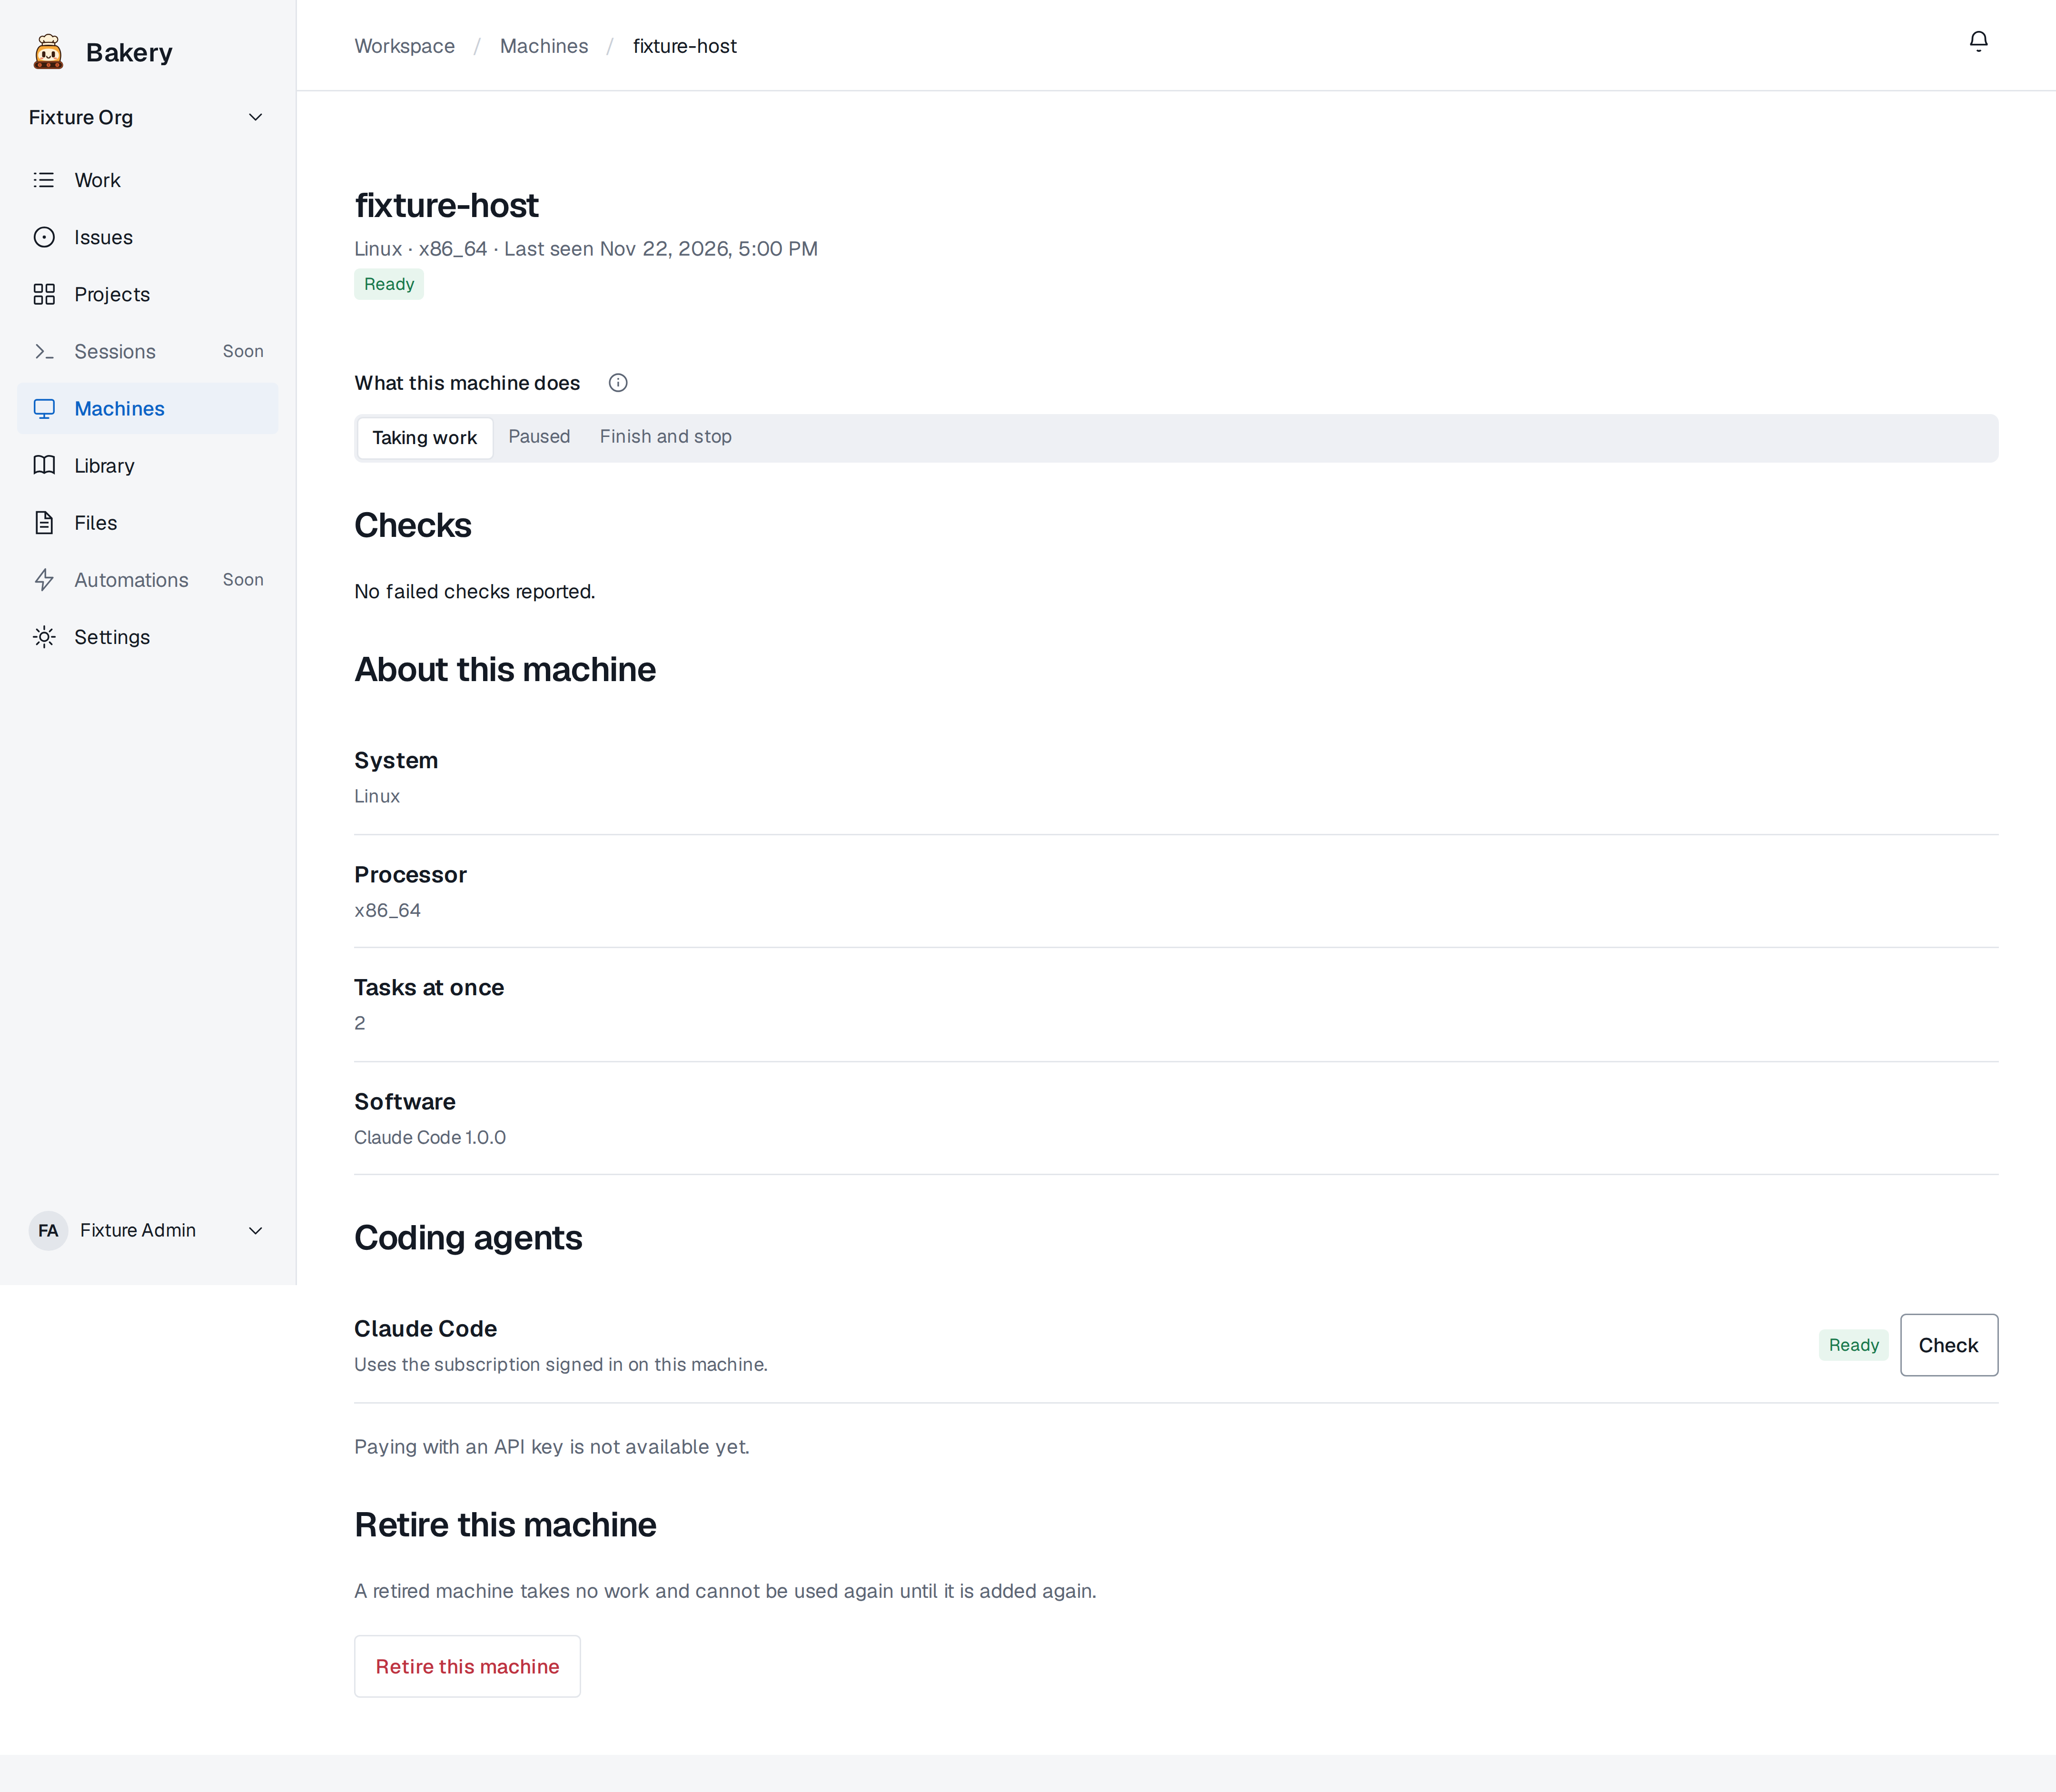 Bakery
Fixture Org
Work
Issues
Projects
Sessions Soon
Machines
Library
Files
Automations Soon
Settings
FA Fixture Admin
Workspace / Machines / fixture-host
fixture-host
Linux · x86_64 · Last seen Nov 22, 2026, 5:00 PM
Ready
What this machine does
Taking work Paused Finish and stop
Checks
No failed checks reported.
About this machine
System
Linux
Processor
x86_64
Tasks at once
2
Software
Claude Code 1.0.0
Coding agents
Claude Code
Uses the subscription signed in on this machine.
Ready Check
Paying with an API key is not available yet.
Retire this machine
A retired machine takes no work and cannot be used again until it is added again.
Retire this machine